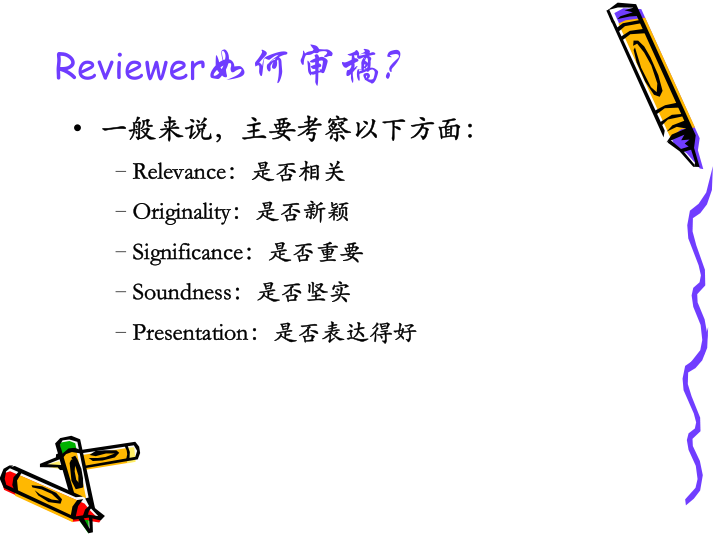 Reviewer如何审稿?
• 一般来说，主要考察以下方面：
– Relevance：是否相关
– Originality：是否新颖
– Significance：是否重要
– Soundness：是否坚实
– Presentation：是否表达得好